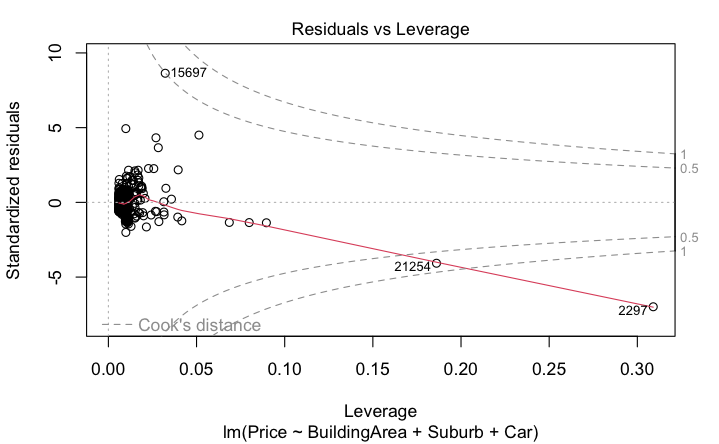 Residuals vs Leverage
Standardized residuals
10
5
0
-5
15697
21254
2297
1
0.5
0.5
1
Cook's distance
0.00 0.05 0.10 0.15 0.20 0.25 0.30
Leverage
lm(Price ~ BuildingArea + Suburb + Car)